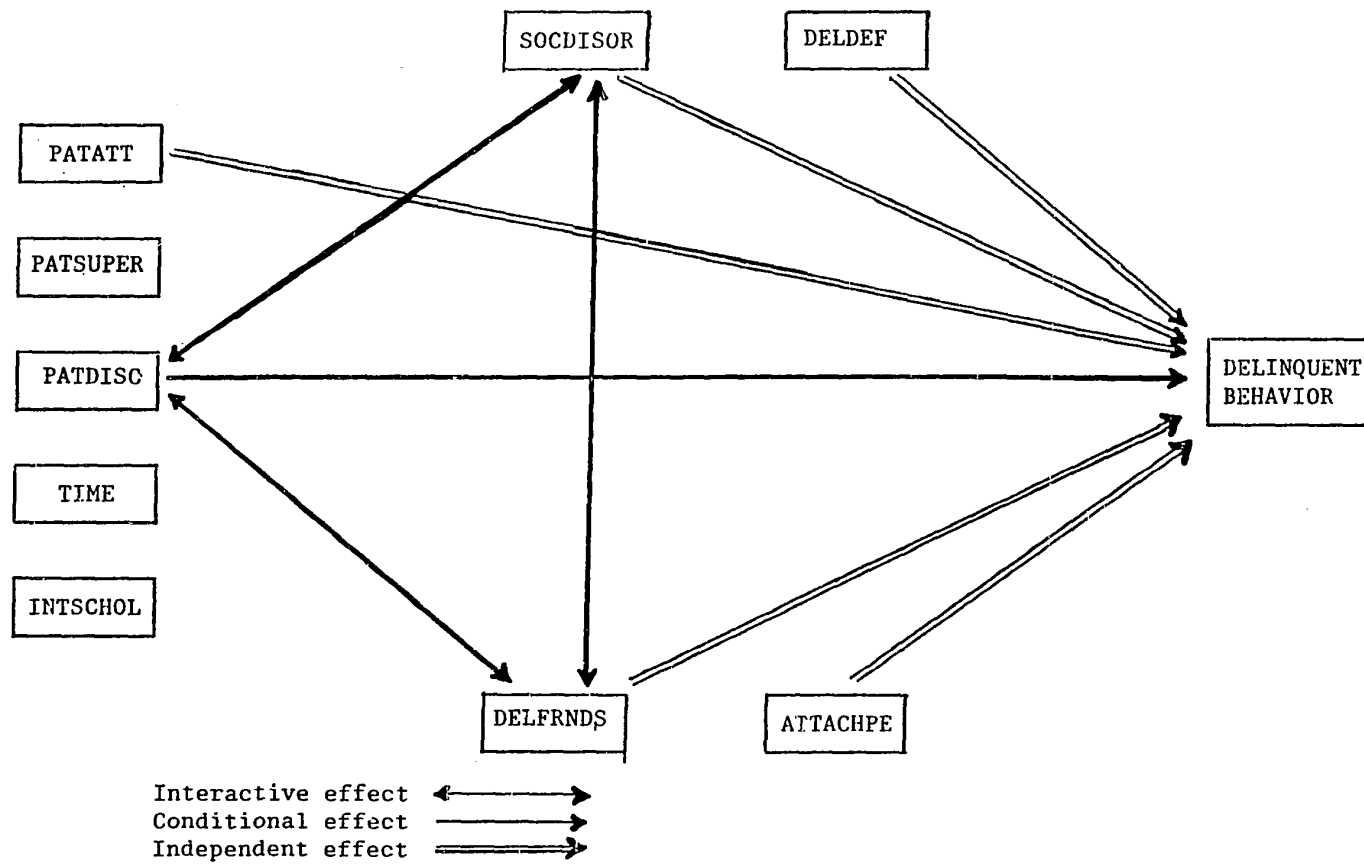 SOCDISOR
DELDEF
PATATT
PATSUPER
PATDISC
DELINQUENT
BEHAVIOR
TIME
INTSCHOL
DELFRNDS
ATTACHPE
Interactive effect
Conditional effect
Independent effect